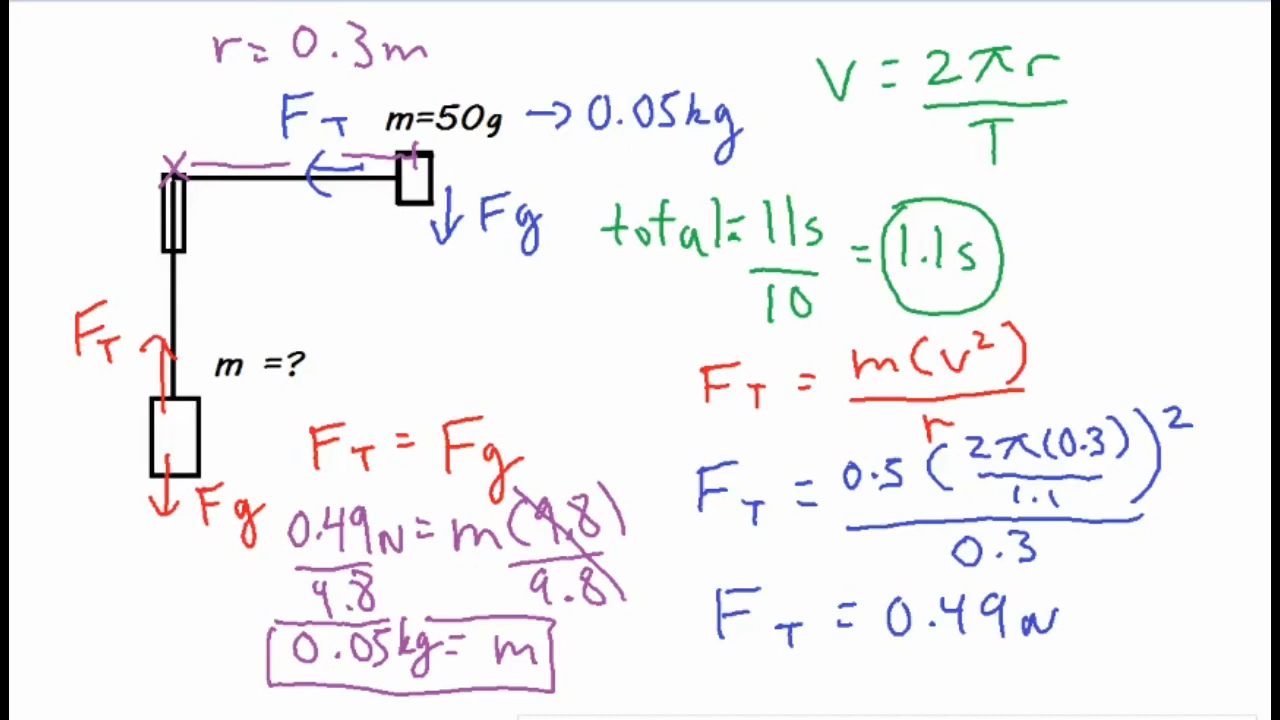 r = 0.3m
F_T m=50g → 0.05kg
↓ Fg
V = 2πr / T
total = 11s / 10 = 1.1s
F_T
m =?
Fg
F_T = m(v²) / r
F_T = 0.5 (2π(0.3) / 1.1)² / 0.3
F_T = 0.49N
F_T = Fg
0.49N / 9.8 = m(9.8) / 9.8
0.05kg = m